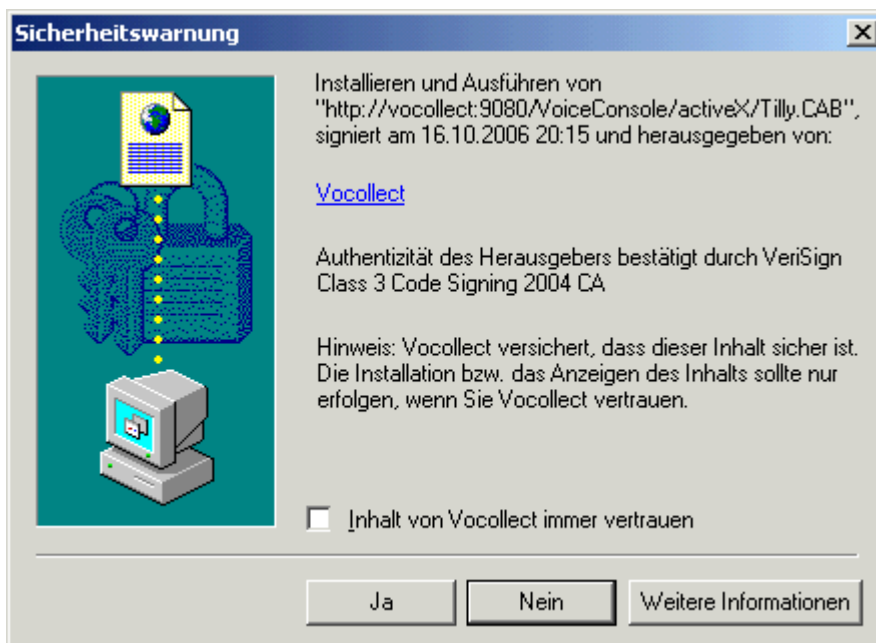 Sicherheitswarnung
Installieren und Ausführen von
"http://vocollect:9080/VoiceConsole/activeX/Tilly.CAB",
signiert am 16.10.2006 20:15 und herausgegeben von:
Vocollect
Authentizität des Herausgebers bestätigt durch VeriSign
Class 3 Code Signing 2004 CA
Hinweis: Vocollect versichert, dass dieser Inhalt sicher ist.
Die Installation bzw. das Anzeigen des Inhalts sollte nur
erfolgen, wenn Sie Vocollect vertrauen.
Inhalt von Vocollect immer vertrauen
Ja
Nein
Weitere Informationen